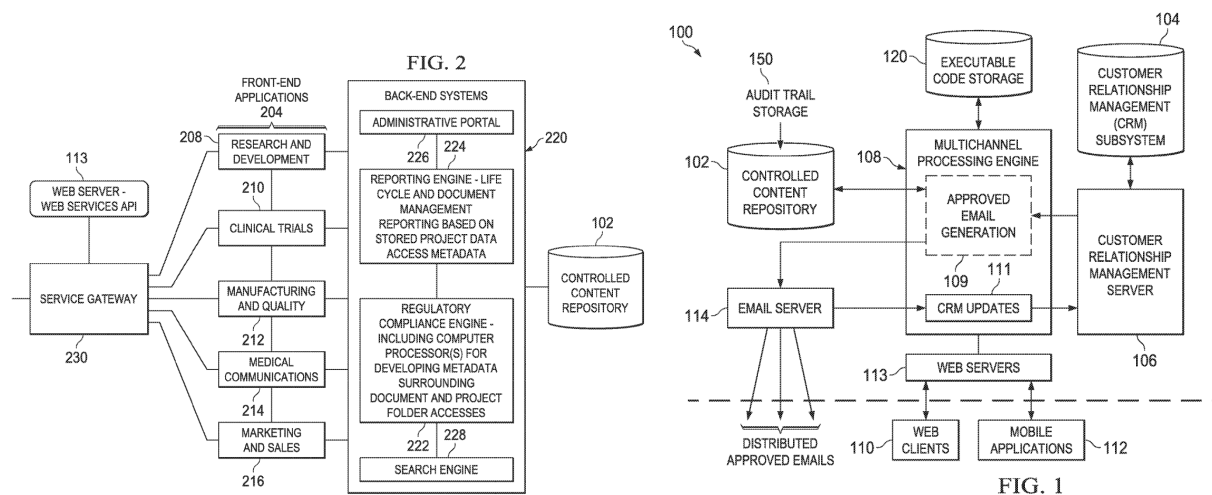 FIG. 2
FRONT-END
APPLICATIONS
204
208
RESEARCH AND
DEVELOPMENT
113
WEB SERVER -
WEB SERVICES API
210
CLINICAL TRIALS
SERVICE GATEWAY
230
MANUFACTURING
AND QUALITY
212
MEDICAL
COMMUNICATIONS
214
MARKETING
AND SALES
216
BACK-END SYSTEMS
ADMINISTRATIVE PORTAL
226
224
220
REPORTING ENGINE - LIFE
CYCLE AND DOCUMENT
MANAGEMENT
REPORTING BASED ON
STORED PROJECT DATA
ACCESS METADATA
REGULATORY
COMPLIANCE ENGINE -
INCLUDING COMPUTER
PROCESSOR(S) FOR
DEVELOPING METADATA
SURROUNDING
DOCUMENT AND PROJECT
FOLDER ACCESSES
222
228
SEARCH ENGINE
102
CONTROLLED
CONTENT
REPOSITORY
100
150
AUDIT TRAIL
STORAGE
102
CONTROLLED
CONTENT
REPOSITORY
120
EXECUTABLE
CODE STORAGE
104
CUSTOMER
RELATIONSHIP
MANAGEMENT
(CRM)
SUBSYSTEM
108
MULTICHANNEL
PROCESSING ENGINE
APPROVED
EMAIL
GENERATION
109
111
CRM UPDATES
CUSTOMER
RELATIONSHIP
MANAGEMENT
SERVER
106
114
EMAIL SERVER
113
WEB SERVERS
DISTRIBUTED
APPROVED EMAILS
110
WEB
CLIENTS
MOBILE
APPLICATIONS
112
FIG. 1